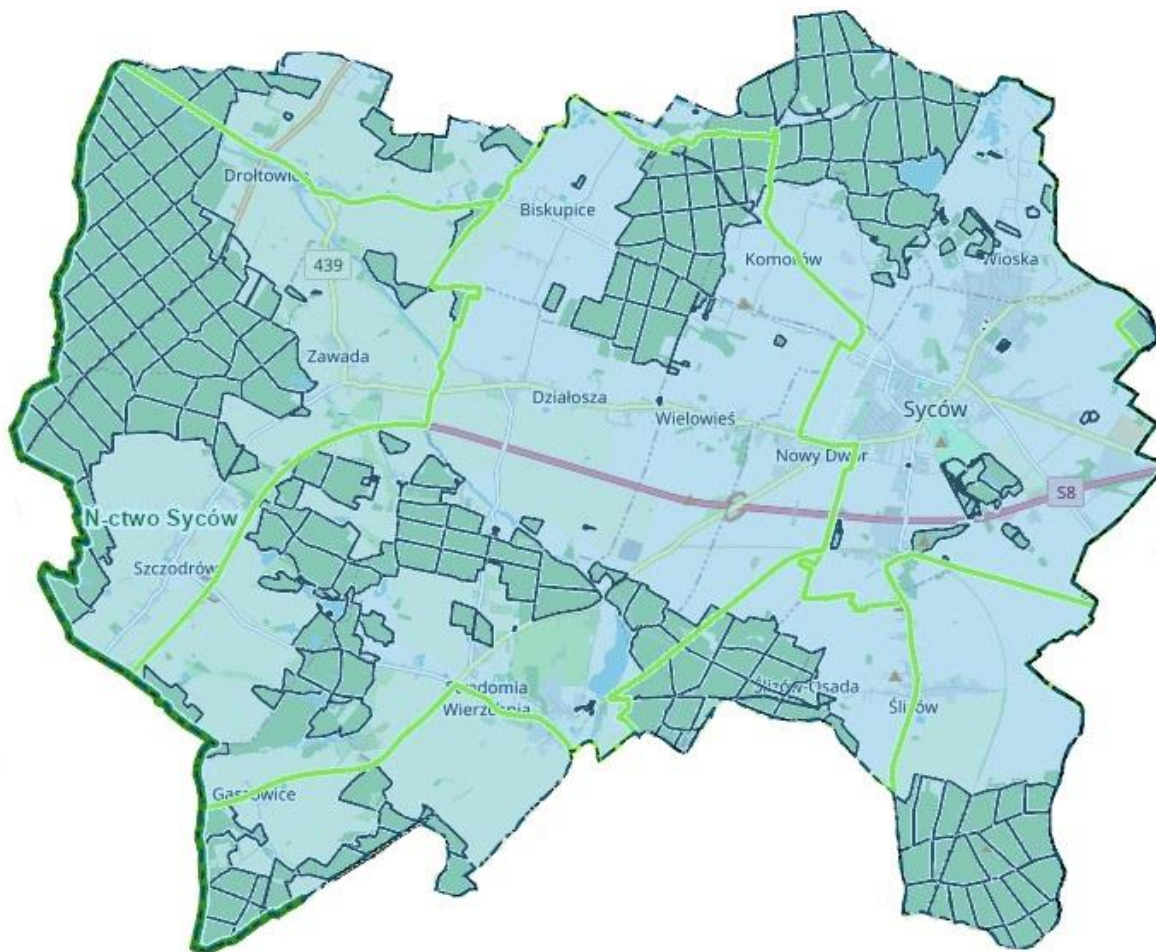 Drołtowice
Biskupice
439
Komorów
Wioska
Zawada
Działosza
Wielowieś
Syców
Nowy Dwór
S8
N-ctwo Syców
Szczodrów
Stradomia
Wierzchnia
Ślizów-Osada
Ślizów
Gaszowice